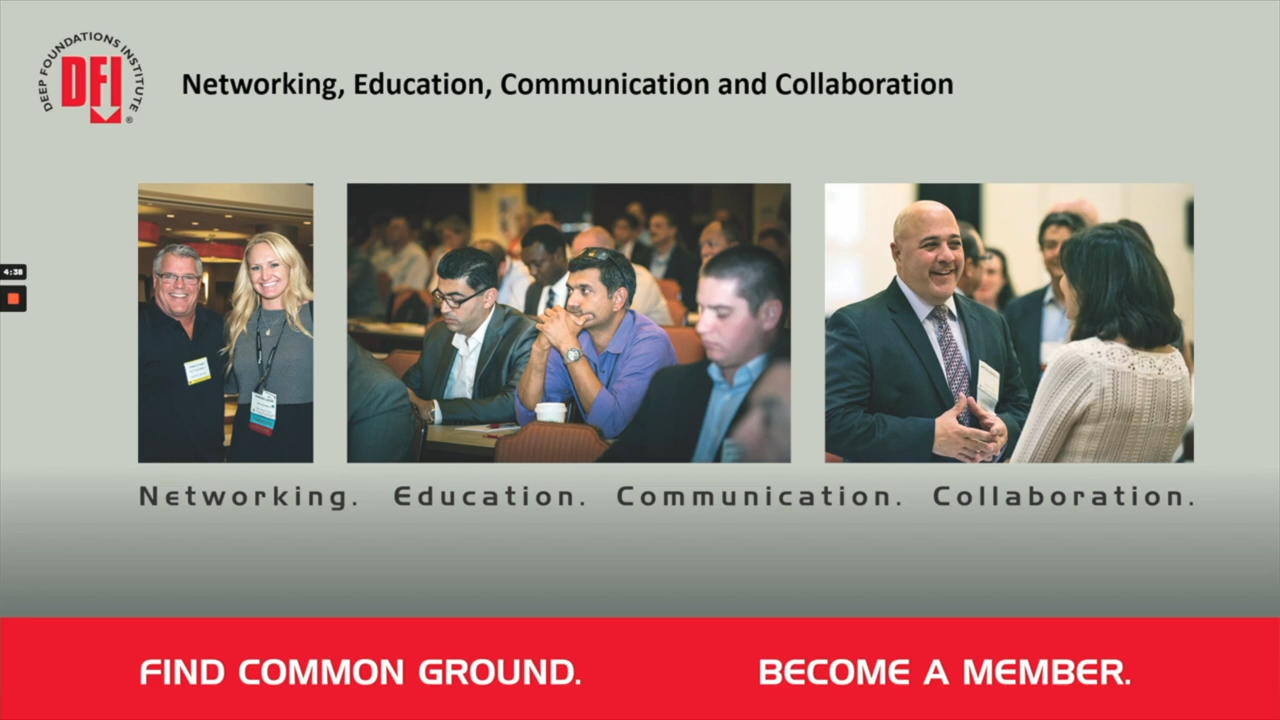 DEEP FOUNDATIONS INSTITUTE
DFI
®
Networking, Education, Communication and Collaboration
4:38
Networking. Education. Communication. Collaboration.
FIND COMMON GROUND. BECOME A MEMBER.